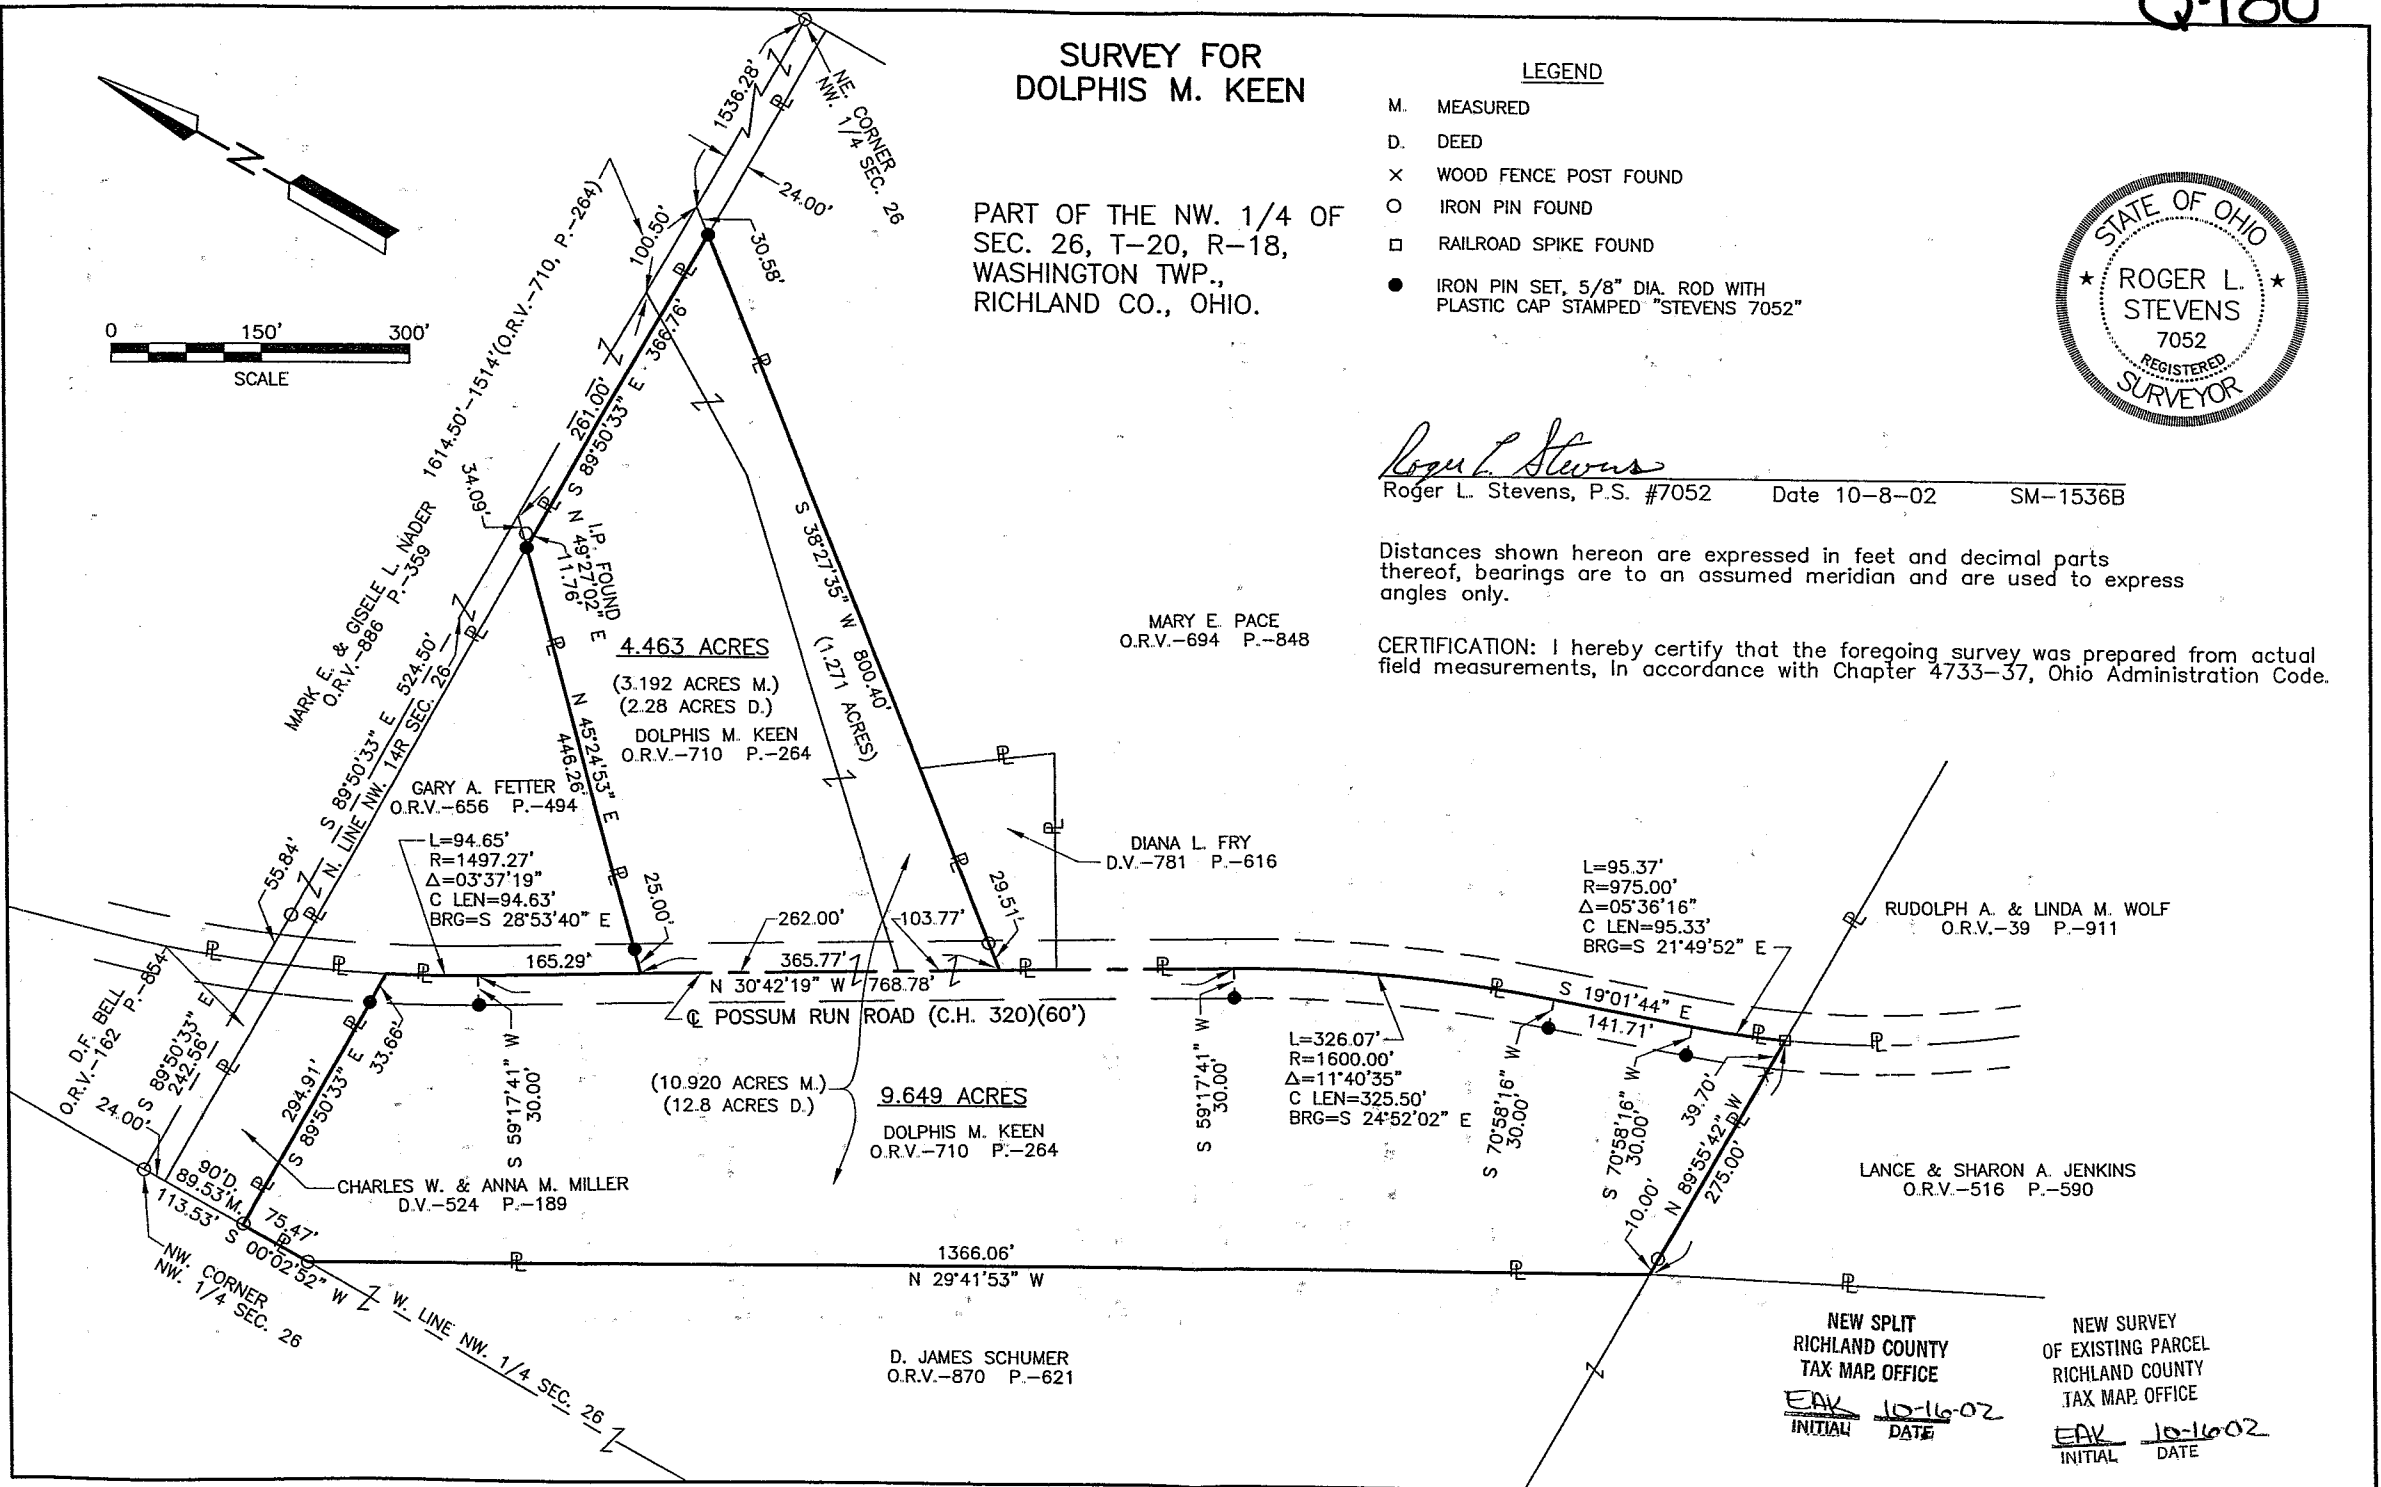 Q-180
SURVEY FOR
DOLPHIS M. KEEN
PART OF THE NW. 1/4 OF
SEC. 26, T-20, R-18,
WASHINGTON TWP.,
RICHLAND CO., OHIO.
LEGEND
M. MEASURED
D. DEED
× WOOD FENCE POST FOUND
○ IRON PIN FOUND
□ RAILROAD SPIKE FOUND
● IRON PIN SET, 5/8" DIA. ROD WITH
PLASTIC CAP STAMPED "STEVENS 7052"
STATE OF OHIO
★ ROGER L. ★
STEVENS
7052
REGISTERED
SURVEYOR
Roger L. Stevens
Roger L. Stevens, P.S. #7052 Date 10-8-02 SM-1536B
Distances shown hereon are expressed in feet and decimal parts
thereof, bearings are to an assumed meridian and are used to express
angles only.
CERTIFICATION: I hereby certify that the foregoing survey was prepared from actual
field measurements, In accordance with Chapter 4733-37, Ohio Administration Code.
N
0 150' 300'
SCALE
1536.28'
NE. CORNER
NW. 1/4 SEC. 26
24.00'
30.58'
100.50'
1614.50'-1514'(O.R.V.-710, P.-264)
261.00'
S 89°50'33" E 366.76'
34.09'
I.P. FOUND
N 49°27'02" E
11.76'
MARK E. & GISELE L. NADER
O.R.V.-886 P.-359
S 89°50'33" E 524.50'
N. LINE NW. 14R SEC. 26
55.84'
4.463 ACRES
(3.192 ACRES M.)
(2.28 ACRES D.)
DOLPHIS M. KEEN
O.R.V.-710 P.-264
N 45°24'53" E
446.26'
S 38°27'35" W 800.40'
(1.271 ACRES)
MARY E. PACE
O.R.V.-694 P.-848
GARY A. FETTER
O.R.V.-656 P.-494
L=94.65'
R=1497.27'
Δ=03°37'19"
C LEN=94.63'
BRG=S 28°53'40" E
25.00'
29.51'
DIANA L. FRY
D.V.-781 P.-616
L=95.37'
R=975.00'
Δ=05°36'16"
C LEN=95.33'
BRG=S 21°49'52" E
RUDOLPH A. & LINDA M. WOLF
O.R.V.-39 P.-911
262.00'
103.77'
165.29'
365.77'
N 30°42'19" W 768.78'
℄ POSSUM RUN ROAD (C.H. 320)(60')
S 19°01'44" E
141.71'
D.F. BELL
O.R.V.-162 P.-854
S 89°50'33" E
242.56'
24.00'
294.91'
S 89°50'33" E
33.66'
S 59°17'41" W
30.00'
(10.920 ACRES M.)
(12.8 ACRES D.)
9.649 ACRES
DOLPHIS M. KEEN
O.R.V.-710 P.-264
S 59°17'41" W
30.00'
L=326.07'
R=1600.00'
Δ=11°40'35"
C LEN=325.50'
BRG=S 24°52'02" E
S 70°58'16" W
30.00'
S 70°58'16" W
30.00'
39.70'
N 89°55'42" W
275.00'
10.00'
LANCE & SHARON A. JENKINS
O.R.V.-516 P.-590
CHARLES W. & ANNA M. MILLER
D.V.-524 P.-189
90'D.
89.53'M.
113.53'
75.47'
S 00°02'52" W
NW. CORNER
NW. 1/4 SEC. 26
W. LINE NW. 1/4 SEC. 26
1366.06'
N 29°41'53" W
D. JAMES SCHUMER
O.R.V.-870 P.-621
NEW SPLIT
RICHLAND COUNTY
TAX MAP OFFICE
EAK 10-16-02
INITIAL DATE
NEW SURVEY
OF EXISTING PARCEL
RICHLAND COUNTY
TAX MAP OFFICE
EAK 10-16-02
INITIAL DATE